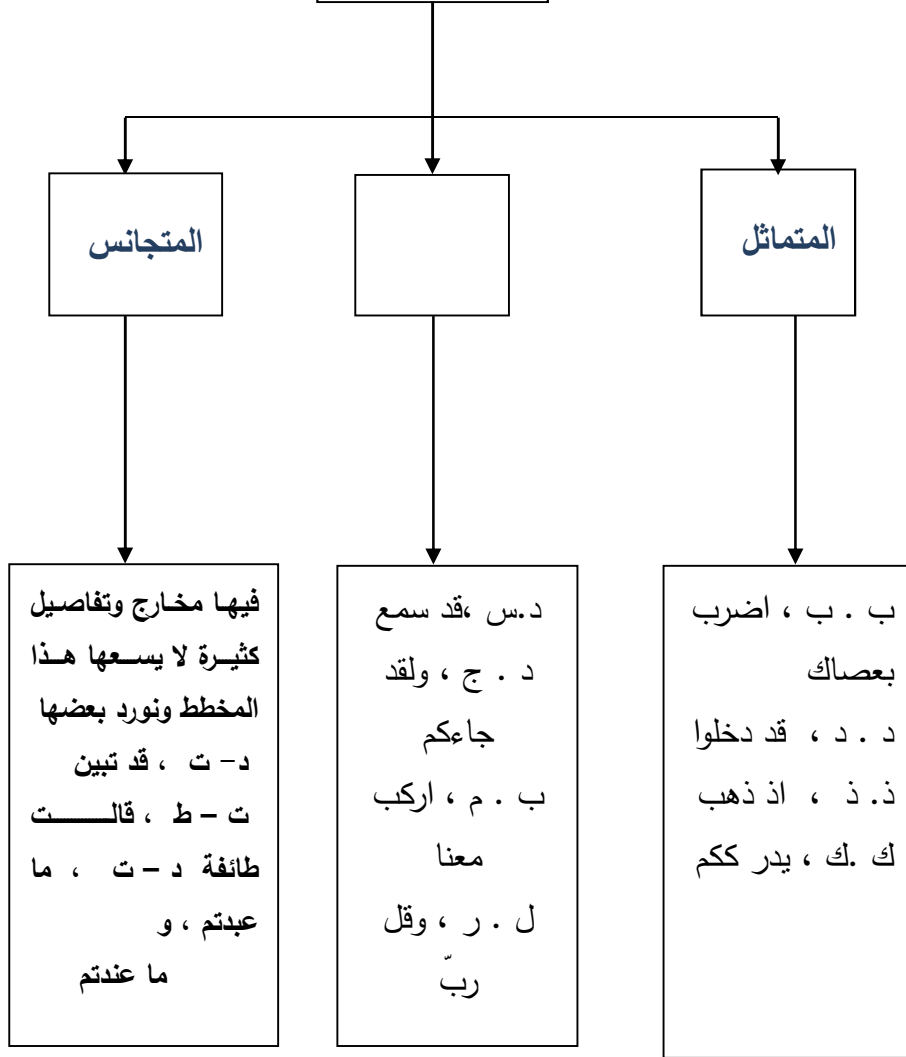 المتماثل
المتجانس
ب . ب ، اضرب
بعصاك
د . د ، قد دخلوا
ذ. ذ ، اذ ذهب
ك .ك ، يدر ككم
د.س ،قد سمع
د . ج ، ولقد
جاءكم
ب . م ، اركب
معنا
ل . ر ، وقل
ربّ
فيها مخارج وتفاصيل
كثيرة لا يسعها هذا
المخطط ونورد بعضها
د- ت ، قد تبين
ت – ط ، قالت
طائفة د – ت ، ما
عبدتم ، و
ما عندتم